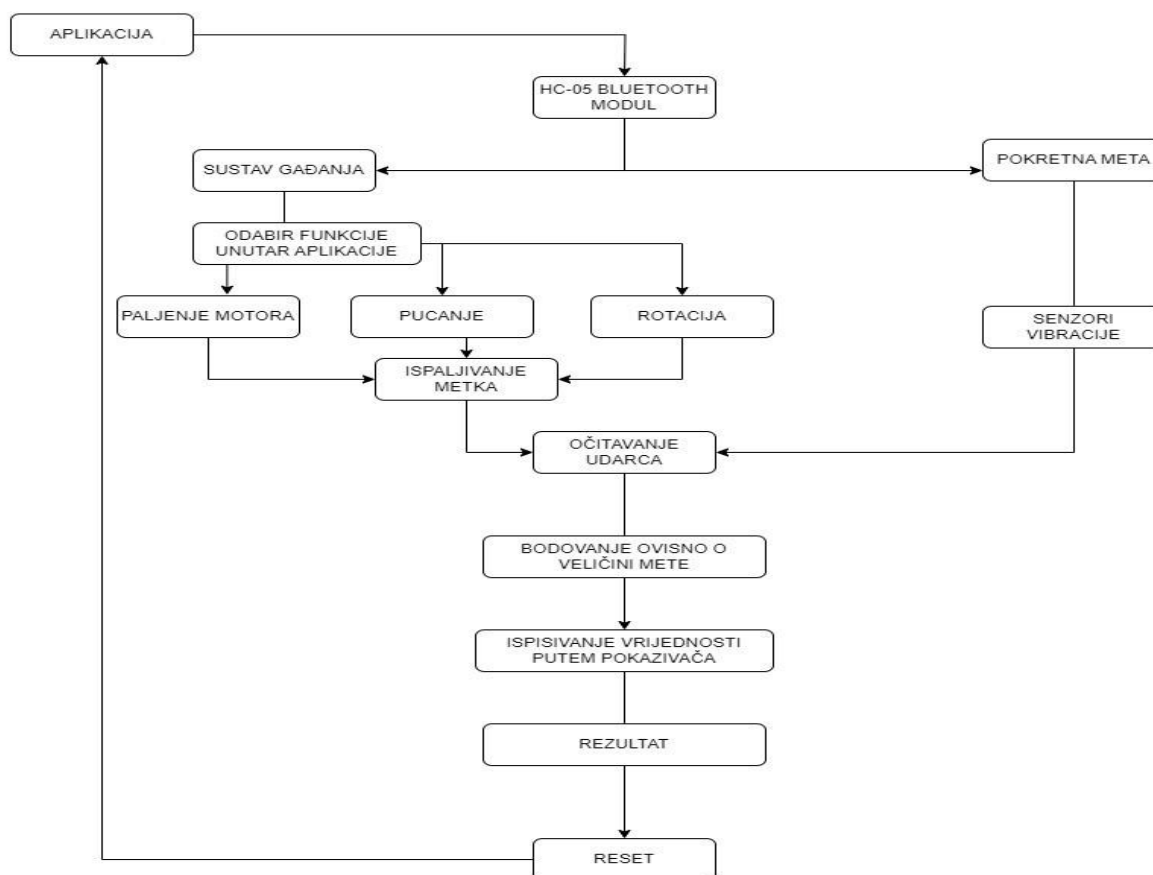 APLIKACIJA
HC-05 BLUETOOTH
MODUL
SUSTAV GAĐANJA
POKRETNA META
ODABIR FUNKCIJE
UNUTAR APLIKACIJE
PALJENJE MOTORA
PUCANJE
ROTACIJA
SENZORI
VIBRACIJE
ISPALJIVANJE
METKA
OČITAVANJE
UDARCA
BODOVANJE OVISNO O
VELIČINI METE
ISPISIVANJE VRIJEDNOSTI
PUTEM POKAZIVAČA
REZULTAT
RESET